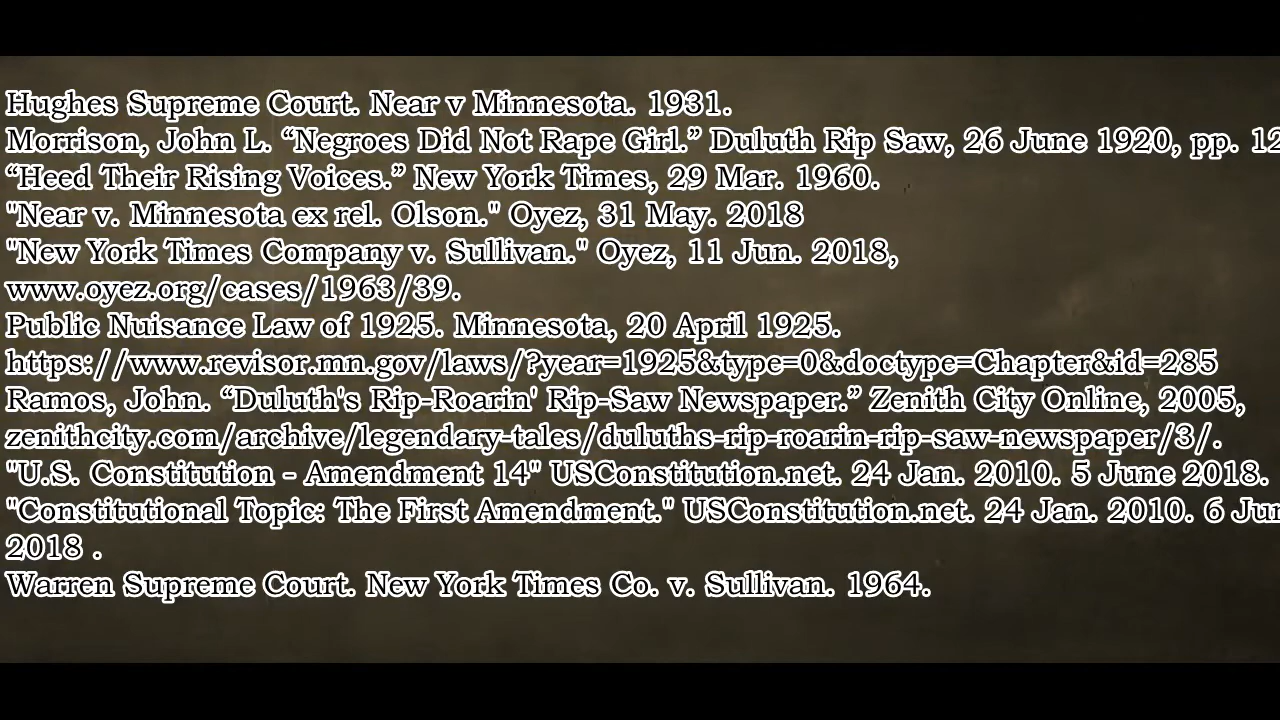 Hughes Supreme Court. Near v Minnesota. 1931.
Morrison, John L. “Negroes Did Not Rape Girl.” Duluth Rip Saw, 26 June 1920, pp. 12
“Heed Their Rising Voices.” New York Times, 29 Mar. 1960.
"Near v. Minnesota ex rel. Olson." Oyez, 31 May. 2018
"New York Times Company v. Sullivan." Oyez, 11 Jun. 2018,
www.oyez.org/cases/1963/39.
Public Nuisance Law of 1925. Minnesota, 20 April 1925.
https://www.revisor.mn.gov/laws/?year=1925&type=0&doctype=Chapter&id=285
Ramos, John. “Duluth's Rip-Roarin' Rip-Saw Newspaper.” Zenith City Online, 2005,
zenithcity.com/archive/legendary-tales/duluths-rip-roarin-rip-saw-newspaper/3/.
"U.S. Constitution - Amendment 14" USConstitution.net. 24 Jan. 2010. 5 June 2018.
"Constitutional Topic: The First Amendment." USConstitution.net. 24 Jan. 2010. 6 Jun
2018 .
Warren Supreme Court. New York Times Co. v. Sullivan. 1964.